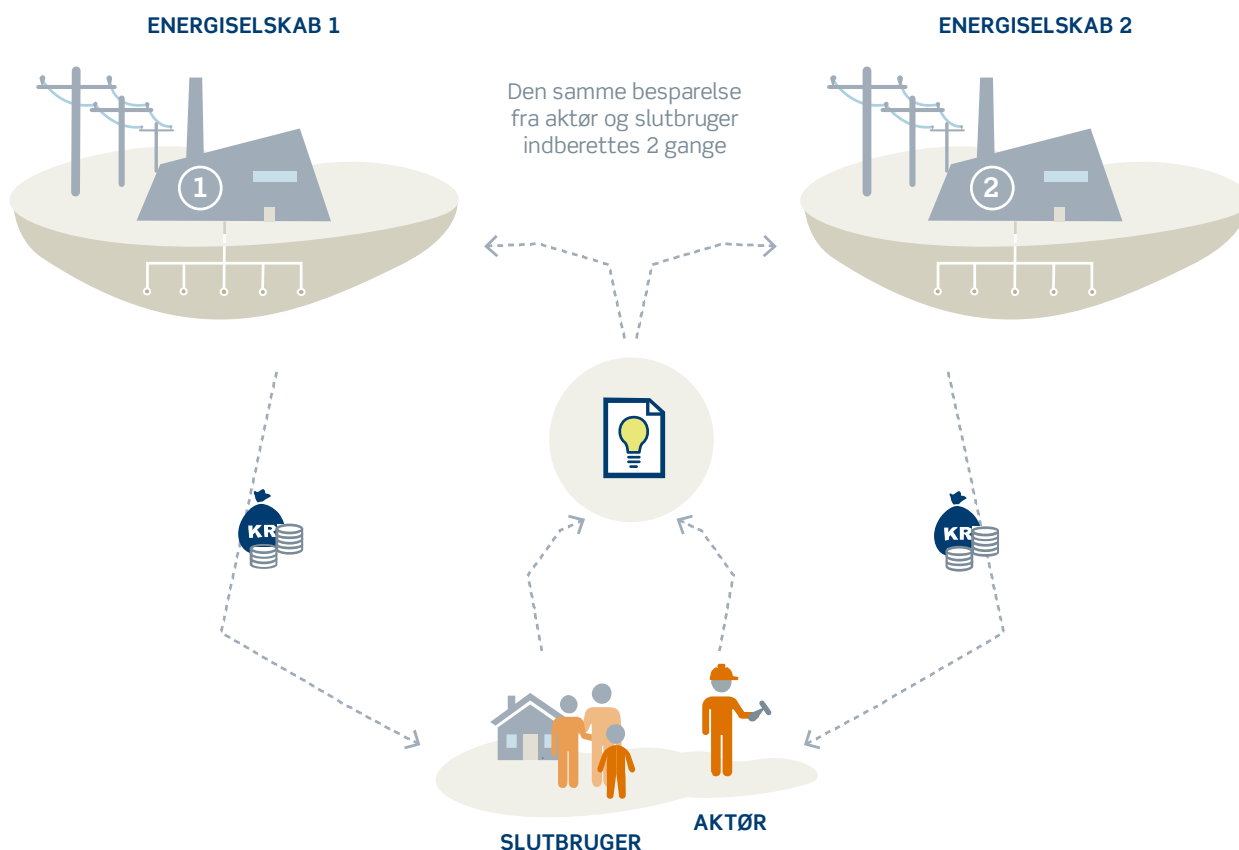 ENERGISELSKAB 1
ENERGISELSKAB 2
Den samme besparelse
fra aktør og slutbruger
indberettes 2 gange
1
2
KR
KR
AKTØR
SLUTBRUGER